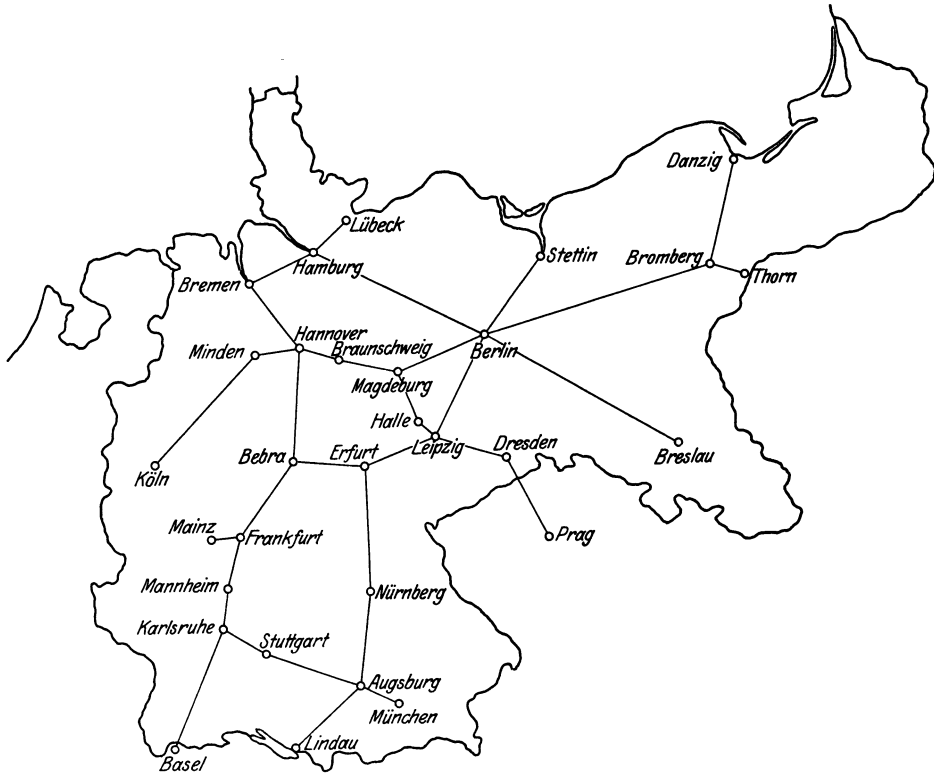 Danzig
Lübeck
Stettin
Bromberg
Hamburg
Thorn
Bremen
Hannover
Minden
Braunschweig
Berlin
Magdeburg
Halle
Leipzig
Dresden
Breslau
Bebra
Erfurt
Köln
Mainz
Frankfurt
Prag
Mannheim
Nürnberg
Karlsruhe
Stuttgart
Augsburg
München
Lindau
Basel